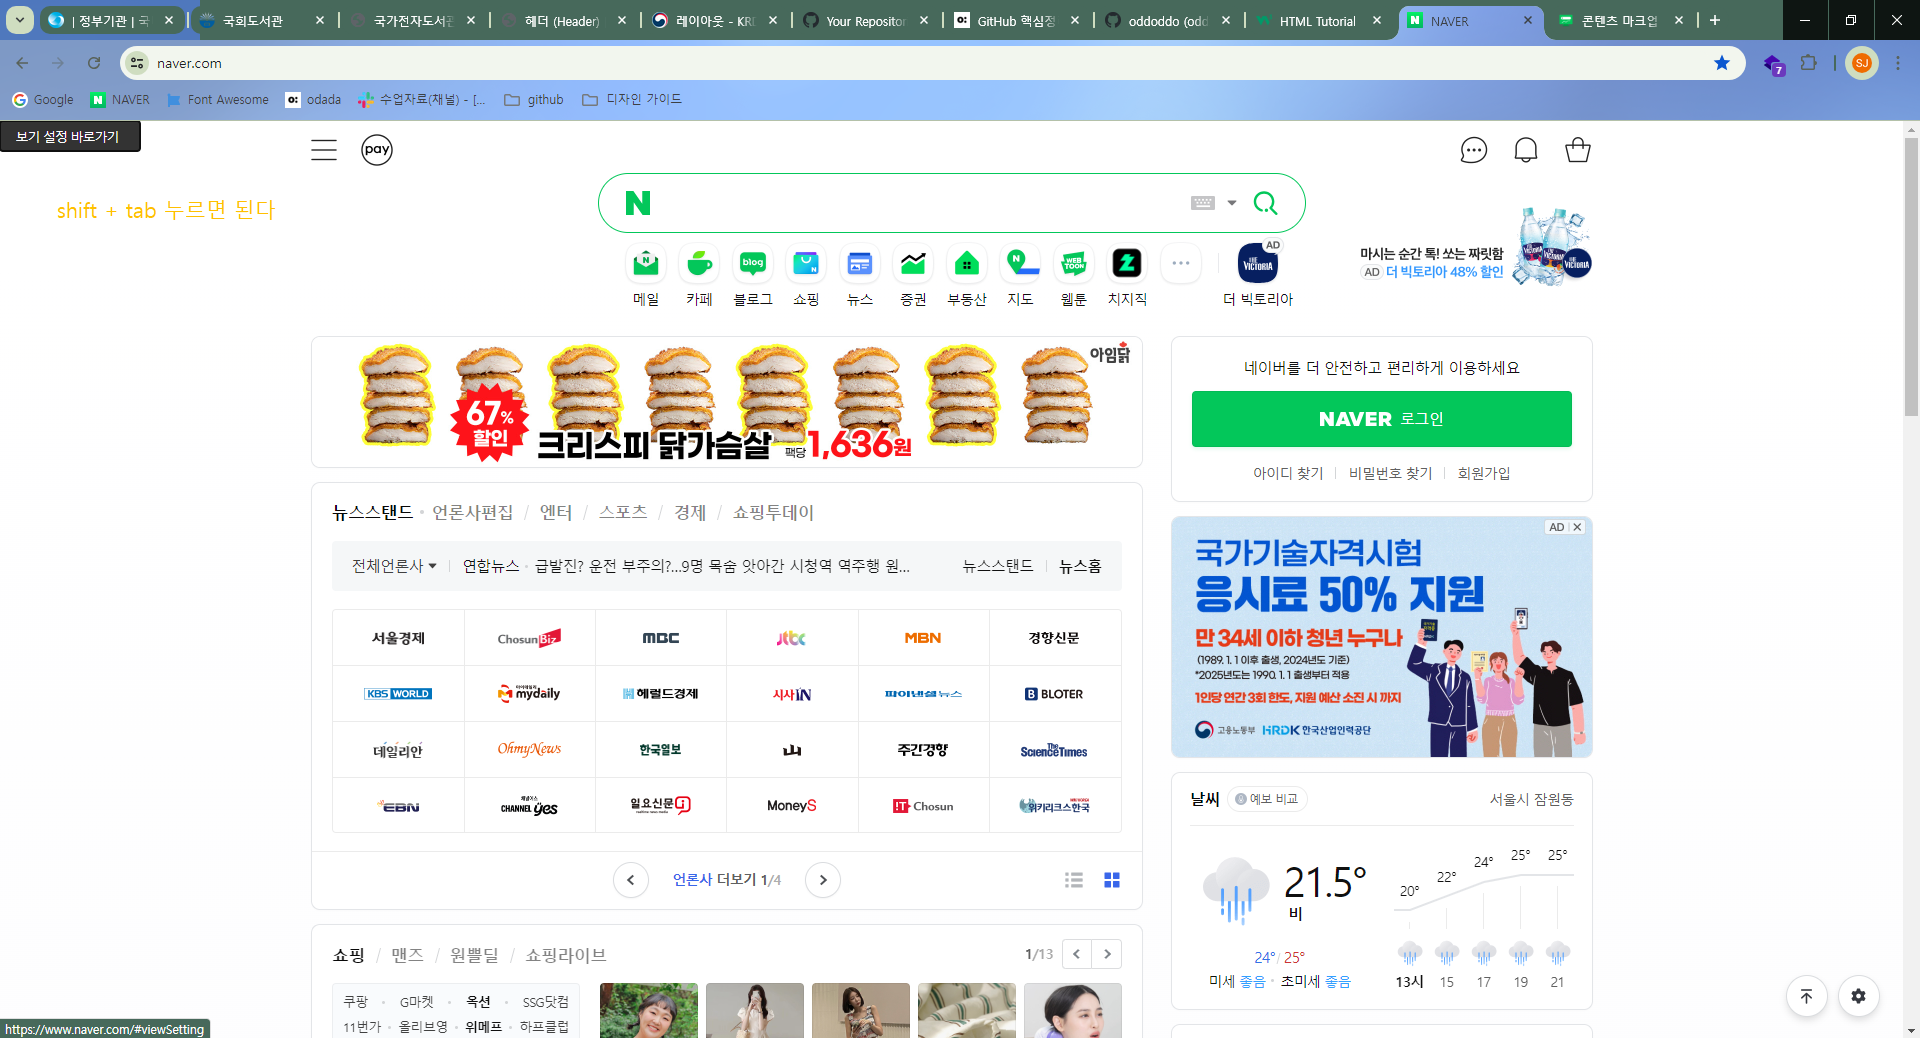 | 정부기관 | 국
국회도서관
국가전자도서관
헤더 (Header)
레이아웃 - KRI
Your Repositor
GitHub 핵심정
oddoddo (odd
HTML Tutorial
NAVER
콘텐츠 마크업
naver.com
7
SJ
Google
NAVER
Font Awesome
odada
수업자료(채널) - [...
github
디자인 가이드
보기 설정 바로가기
pay
shift + tab 누르면 된다
N
메일
카페
blog
블로그
쇼핑
뉴스
증권
부동산
지도
WEB TOON
웹툰
치지직
AD
THE VICTORIA
더 빅토리아
마시는 순간 톡! 쏘는 짜릿함
AD 더 빅토리아 48% 할인
아임닭
67% 할인
크리스피 닭가슴살 팩당 1,636원
네이버를 더 안전하고 편리하게 이용하세요
NAVER 로그인
아이디 찾기
비밀번호 찾기
회원가입
뉴스스탠드 · 언론사편집 / 엔터 / 스포츠 / 경제 / 쇼핑투데이
전체언론사
연합뉴스 · 급발진? 운전 부주의?...9명 목숨 앗아간 시청역 역주행 원...
뉴스스탠드
뉴스홈
서울경제
ChosunBiz
MBC
jtbc
MBN
경향신문
KBS WORLD
마이데일리 mydaily
헤럴드경제
시사IN
파이낸셜뉴스
BLOTER
데일리안
OhmyNews
한국일보
山
주간경향
The ScienceTimes
EBN
채널예스 CHANNEL yes
일요신문
MoneyS
IT Chosun
위키리크스한국
언론사 더보기 1/4
AD
국가기술자격시험
응시료 50% 지원
만 34세 이하 청년 누구나
(1989. 1. 1 이후 출생, 2024년도 기준)
*2025년도는 1990. 1. 1 출생부터 적용
1인당 연간 3회 한도, 지원 예산 소진 시 까지
고용노동부 HRDK 한국산업인력공단
날씨
예보 비교
서울시 잠원동
21.5°
비
24°/ 25°
미세 좋음 · 초미세 좋음
20°
22°
24°
25°
25°
13시
15
17
19
21
쇼핑 / 맨즈 / 원쁠딜 / 쇼핑라이브
1/13
쿠팡 · G마켓 · 옥션 · SSG닷컴
11번가 · 올리브영 · 위메프 · 하프클럽
https://www.naver.com/#viewSetting